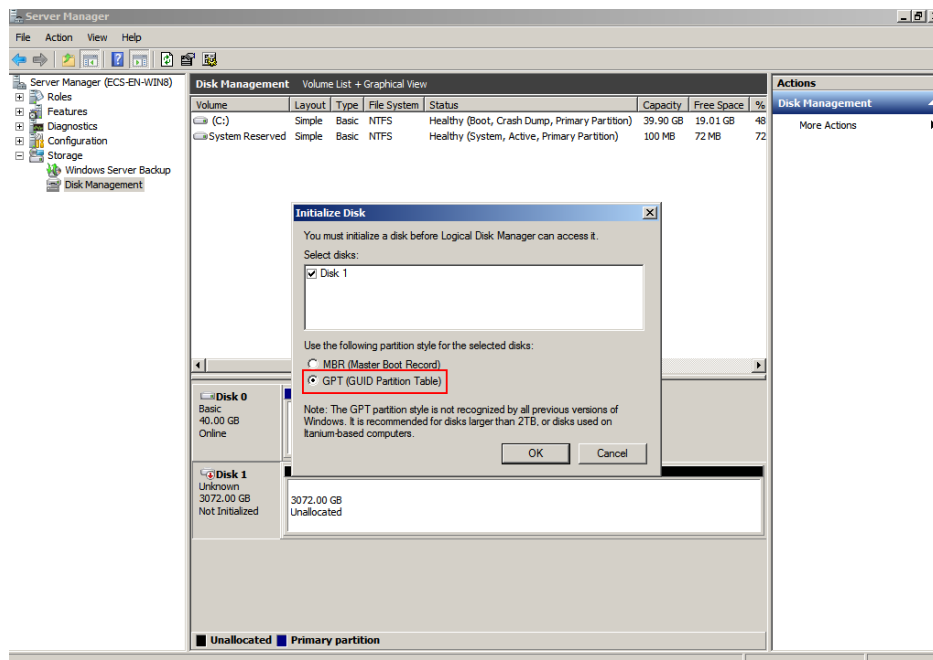 Server Manager
File Action View Help
Server Manager (ECS-EN-WIN8)
Roles
Features
Diagnostics
Configuration
Storage
Windows Server Backup
Disk Management
Disk Management Volume List + Graphical View
Volume Layout Type File System Status Capacity Free Space %
(C:) Simple Basic NTFS Healthy (Boot, Crash Dump, Primary Partition) 39.90 GB 19.01 GB 48
System Reserved Simple Basic NTFS Healthy (System, Active, Primary Partition) 100 MB 72 MB 72
Initialize Disk
You must initialize a disk before Logical Disk Manager can access it.
Select disks:
Disk 1
Use the following partition style for the selected disks:
MBR (Master Boot Record)
GPT (GUID Partition Table)
Note: The GPT partition style is not recognized by all previous versions of
Windows. It is recommended for disks larger than 2TB, or disks used on
Itanium-based computers.
OK Cancel
Disk 0
Basic
40.00 GB
Online
Disk 1
Unknown
3072.00 GB
Not Initialized
3072.00 GB
Unallocated
Unallocated Primary partition
Actions
Disk Management
More Actions